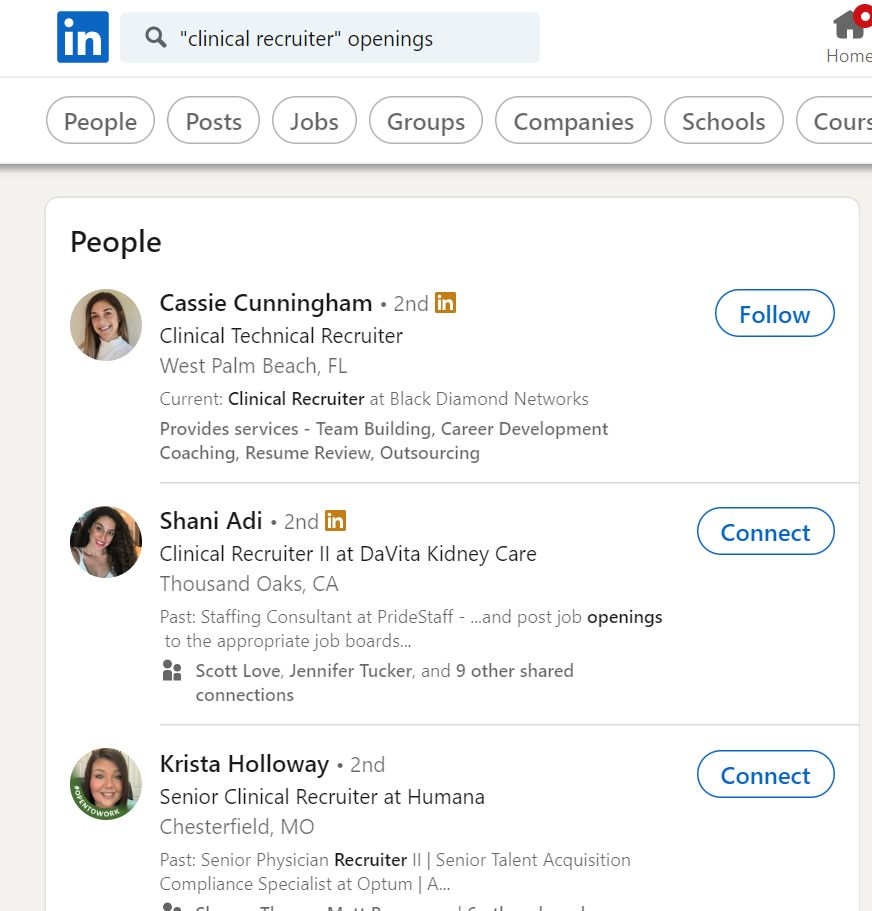 in "clinical recruiter" openings
Home
People Posts Jobs Groups Companies Schools Cours
People
Cassie Cunningham • 2nd in
Follow
Clinical Technical Recruiter
West Palm Beach, FL
Current: Clinical Recruiter at Black Diamond Networks
Provides services - Team Building, Career Development
Coaching, Resume Review, Outsourcing
Shani Adi • 2nd in
Connect
Clinical Recruiter II at DaVita Kidney Care
Thousand Oaks, CA
Past: Staffing Consultant at PrideStaff - ...and post job openings
to the appropriate job boards...
Scott Love, Jennifer Tucker, and 9 other shared
connections
Krista Holloway • 2nd
Connect
#OPENTOWORK
Senior Clinical Recruiter at Humana
Chesterfield, MO
Past: Senior Physician Recruiter II | Senior Talent Acquisition
Compliance Specialist at Optum | A...